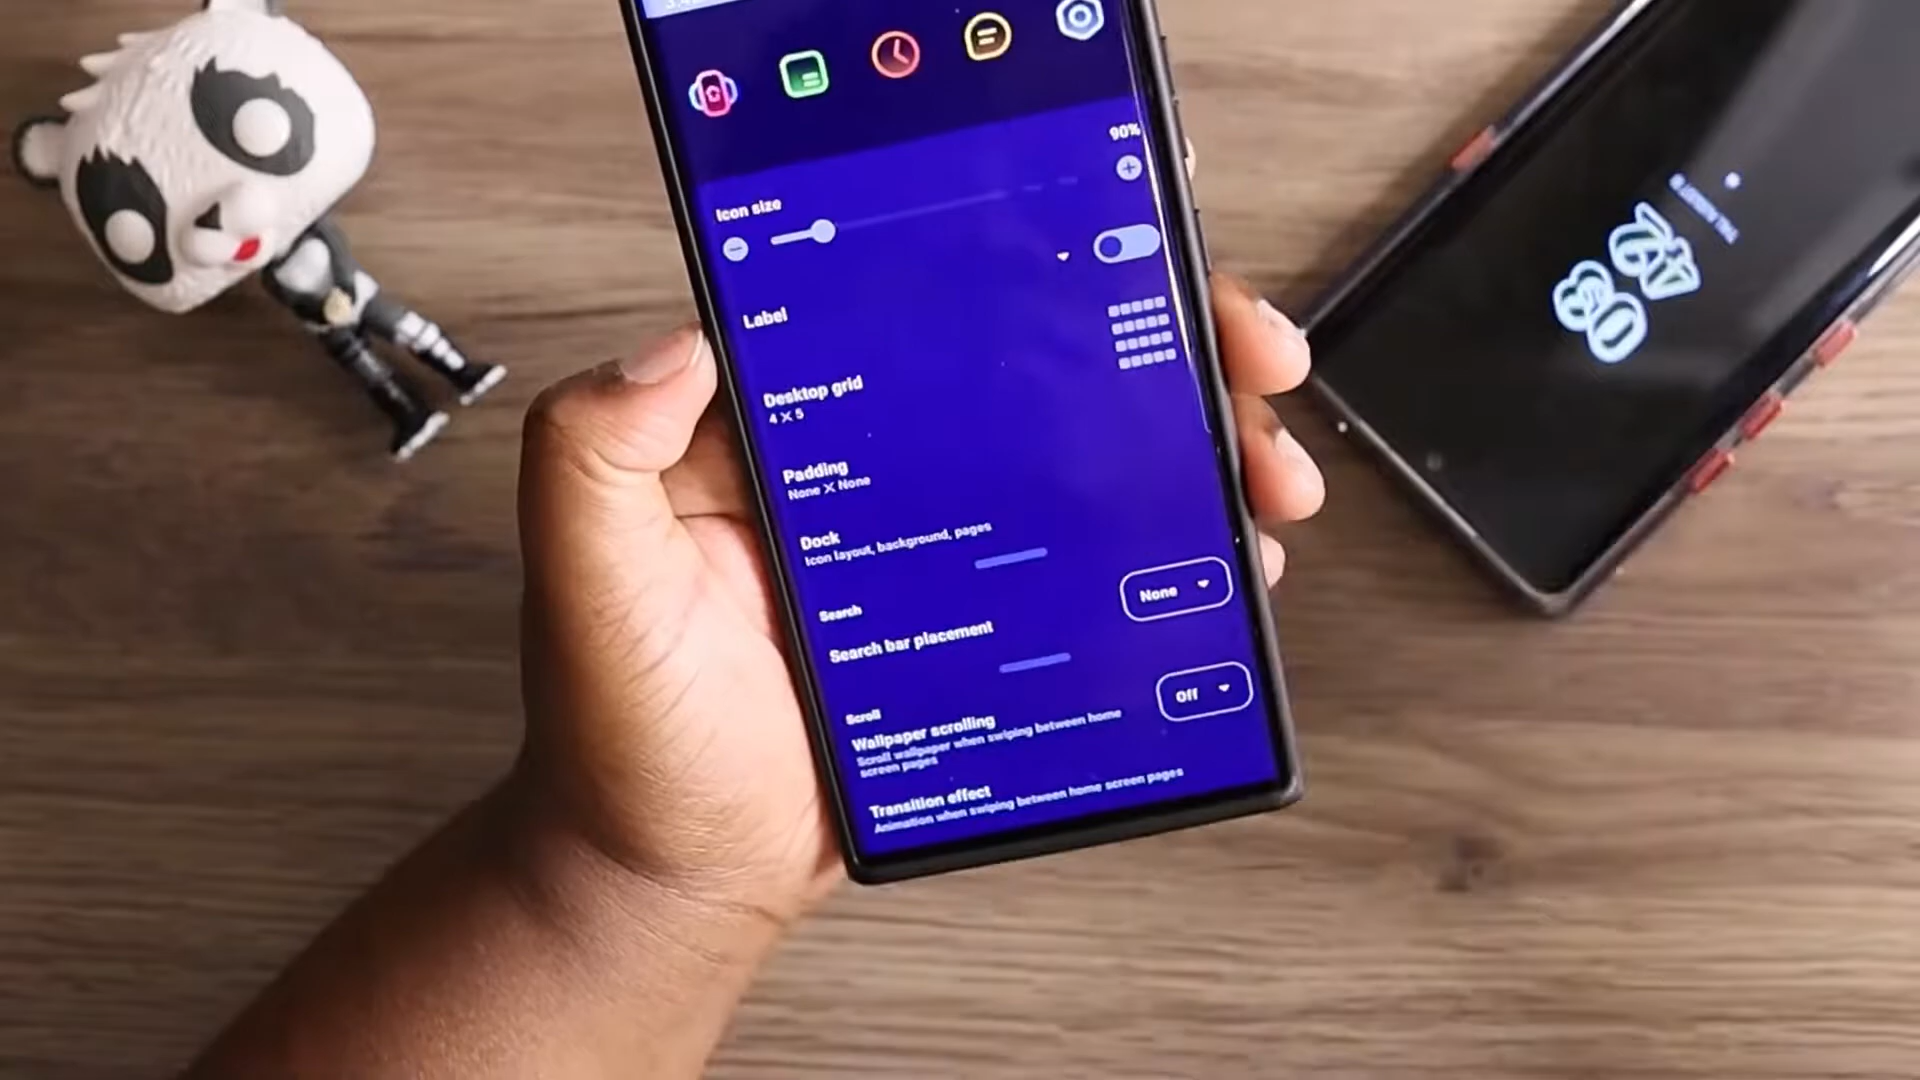 90%
Icon size
Label
Desktop grid
4 X 5
Padding
None X None
Dock
Icon layout, background, pages
Search
Search bar placement
None
Scroll
Wallpaper scrolling
Scroll wallpaper when swiping between home
screen pages
Off
Transition effect
Animation when swiping between home screen pages
03
42